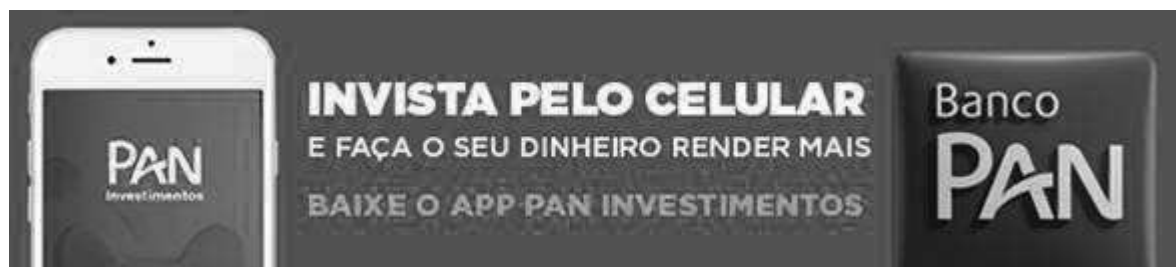 PAN
Investimentos
INVISTA PELO CELULAR
E FAÇA O SEU DINHEIRO RENDER MAIS
BAIXE O APP PAN INVESTIMENTOS
Banco
PAN